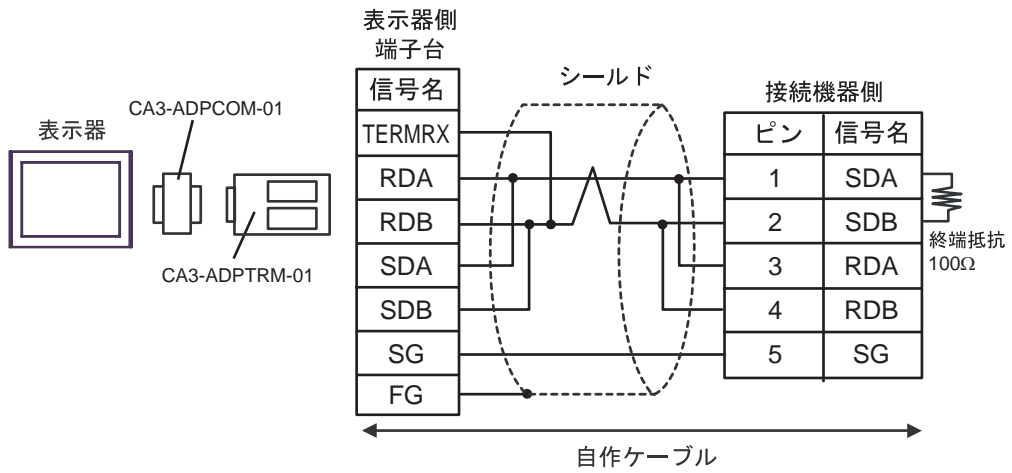 表示器
CA3-ADPCOM-01
CA3-ADPTRM-01
表示器側
端子台
信号名
TERMRX
RDA
RDB
SDA
SDB
SG
FG
シールド
接続機器側
ピン 信号名
1 SDA
2 SDB
3 RDA
4 RDB
5 SG
終端抵抗
100Ω
自作ケーブル